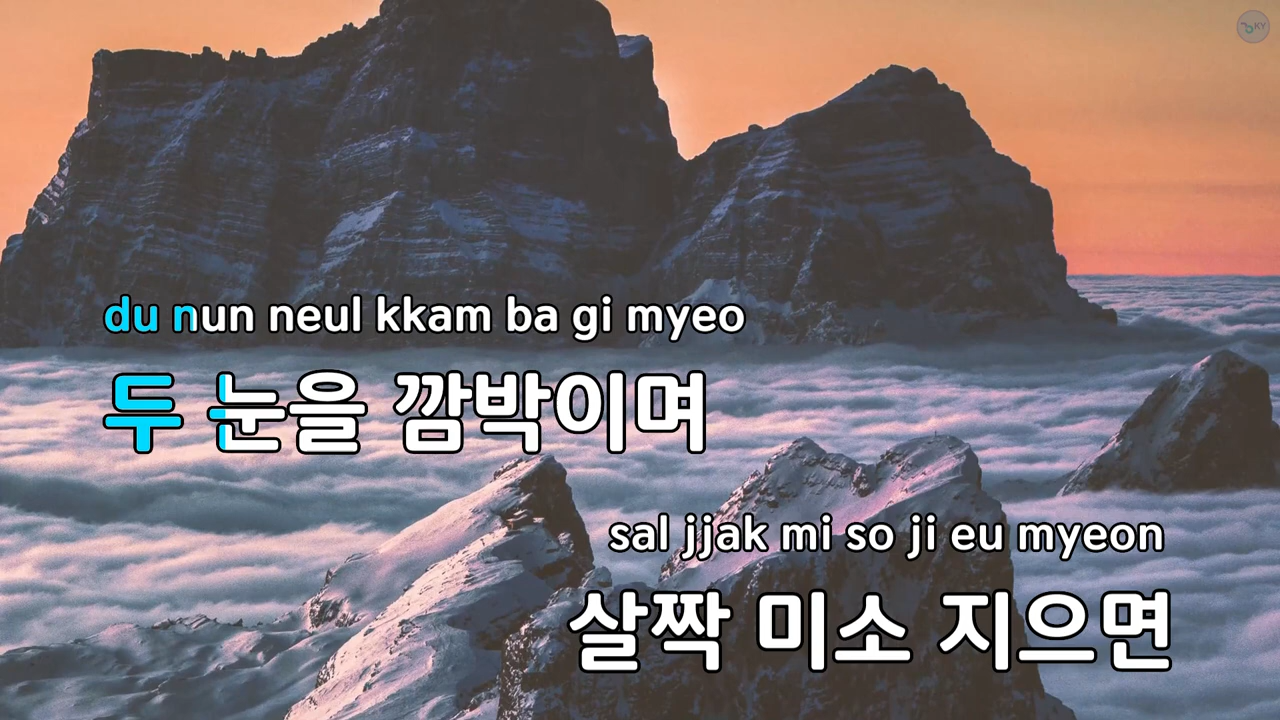 KY
du nun neul kkam ba gi myeo
두 눈을 깜박이며
sal jjak mi so ji eu myeon
살짝 미소 지으면